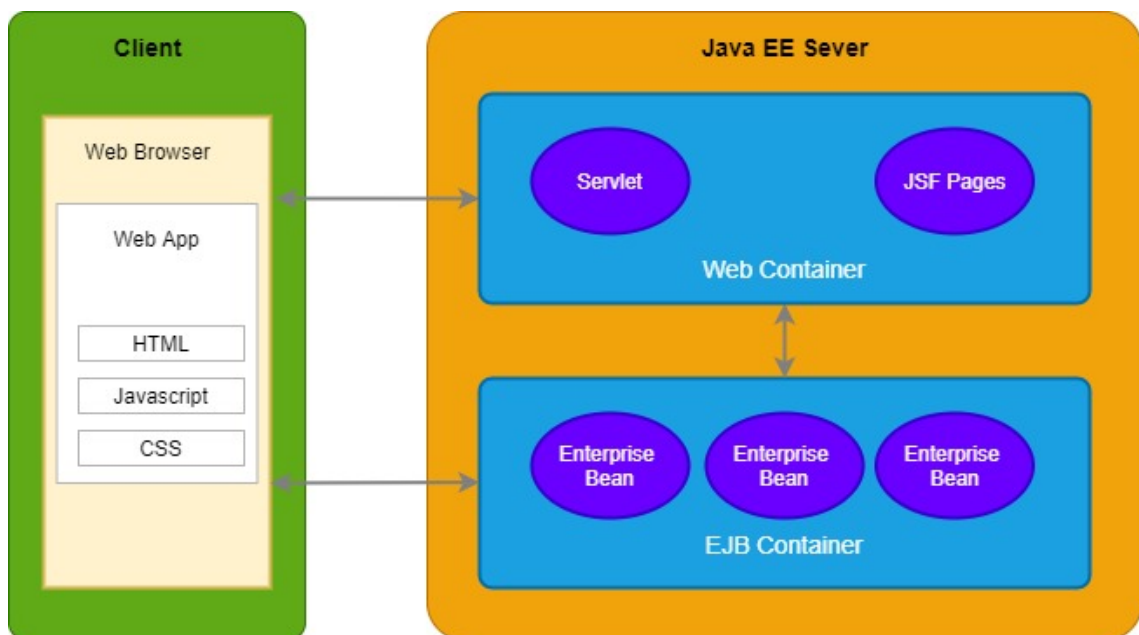 Client
Web Browser
Web App
HTML
Javascript
CSS
Java EE Sever
Servlet
JSF Pages
Web Container
Enterprise
Bean
Enterprise
Bean
Enterprise
Bean
EJB Container